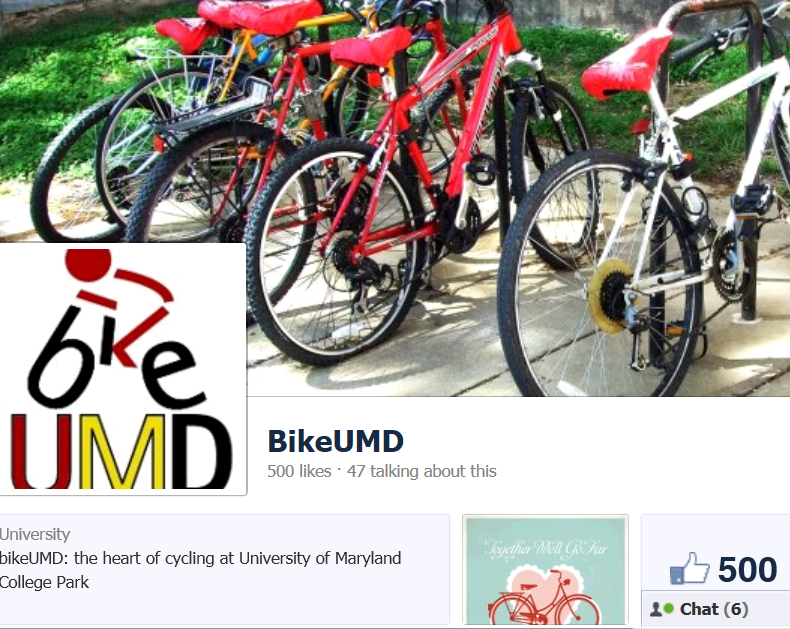 bike
UMD
BikeUMD
500 likes · 47 talking about this
University
bikeUMD: the heart of cycling at University of Maryland
College Park
Together We'll Go Far
500
Chat (6)